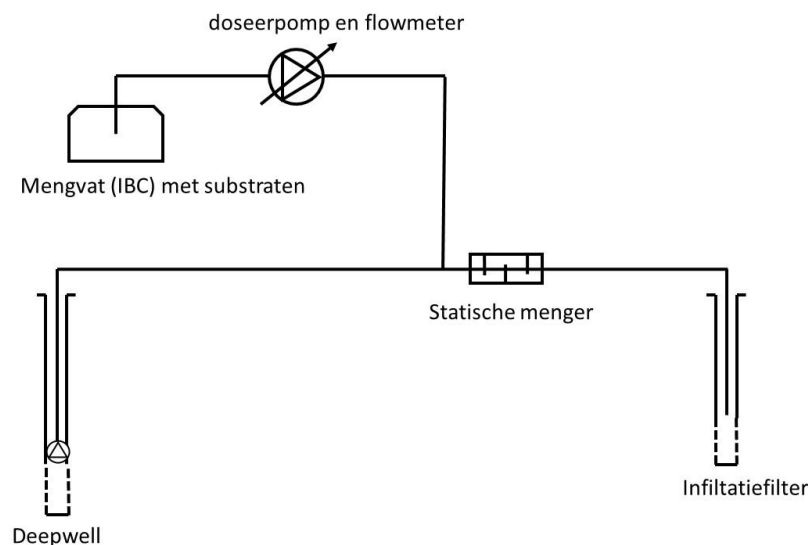 doseerpomp en flowmeter
Mengvat (IBC) met substraten
Statische menger
Infiltatiefilter
Deepwell